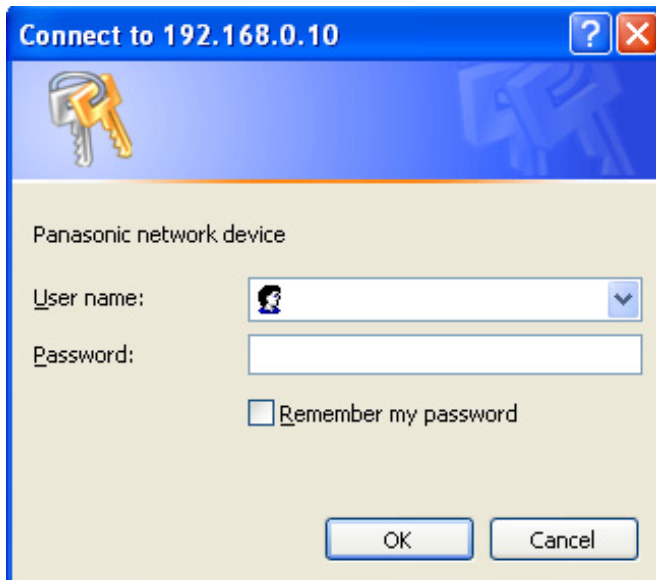 Connect to 192.168.0.10
?
Panasonic network device
User name:
Password:
Remember my password
OK
Cancel